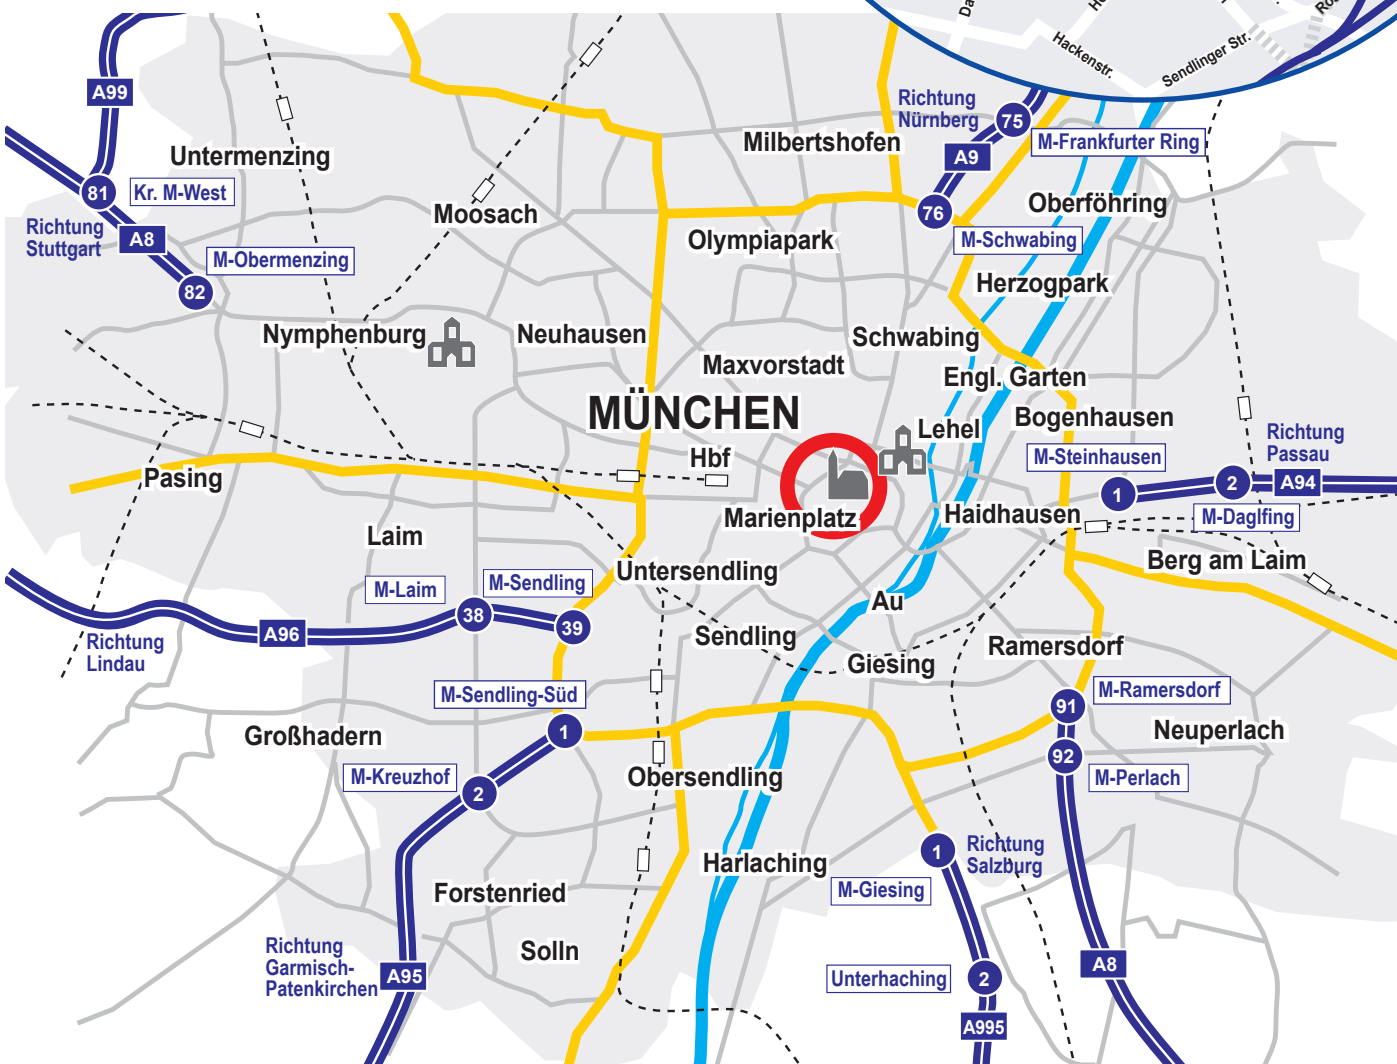 Hackenstr.
Sendlinger Str.
A99
Richtung
Nürnberg
75
Milbertshofen
M-Frankfurter Ring
A9
Untermenzing
81
Kr. M-West
Moosach
76
Oberföhring
Richtung
Stuttgart
A8
Olympiapark
M-Schwabing
M-Obermenzing
82
Herzogpark
Nymphenburg
Neuhausen
Schwabing
Maxvorstadt
Engl. Garten
MÜNCHEN
Lehel
Bogenhausen
Richtung
Passau
Hbf
M-Steinhausen
Pasing
1
2
A94
Marienplatz
Haidhausen
M-Daglfing
Laim
Berg am Laim
Untersendling
M-Laim
M-Sendling
38
39
Au
A96
Richtung
Lindau
Sendling
Giesing
Ramersdorf
M-Sendling-Süd
M-Ramersdorf
91
Großhadern
1
Neuperlach
92
M-Kreuzhof
2
Obersendling
M-Perlach
1
Richtung
Salzburg
Harlaching
M-Giesing
Forstenried
Solln
Richtung
Garmisch-
Patenkirchen
A95
Unterhaching
2
A8
A995